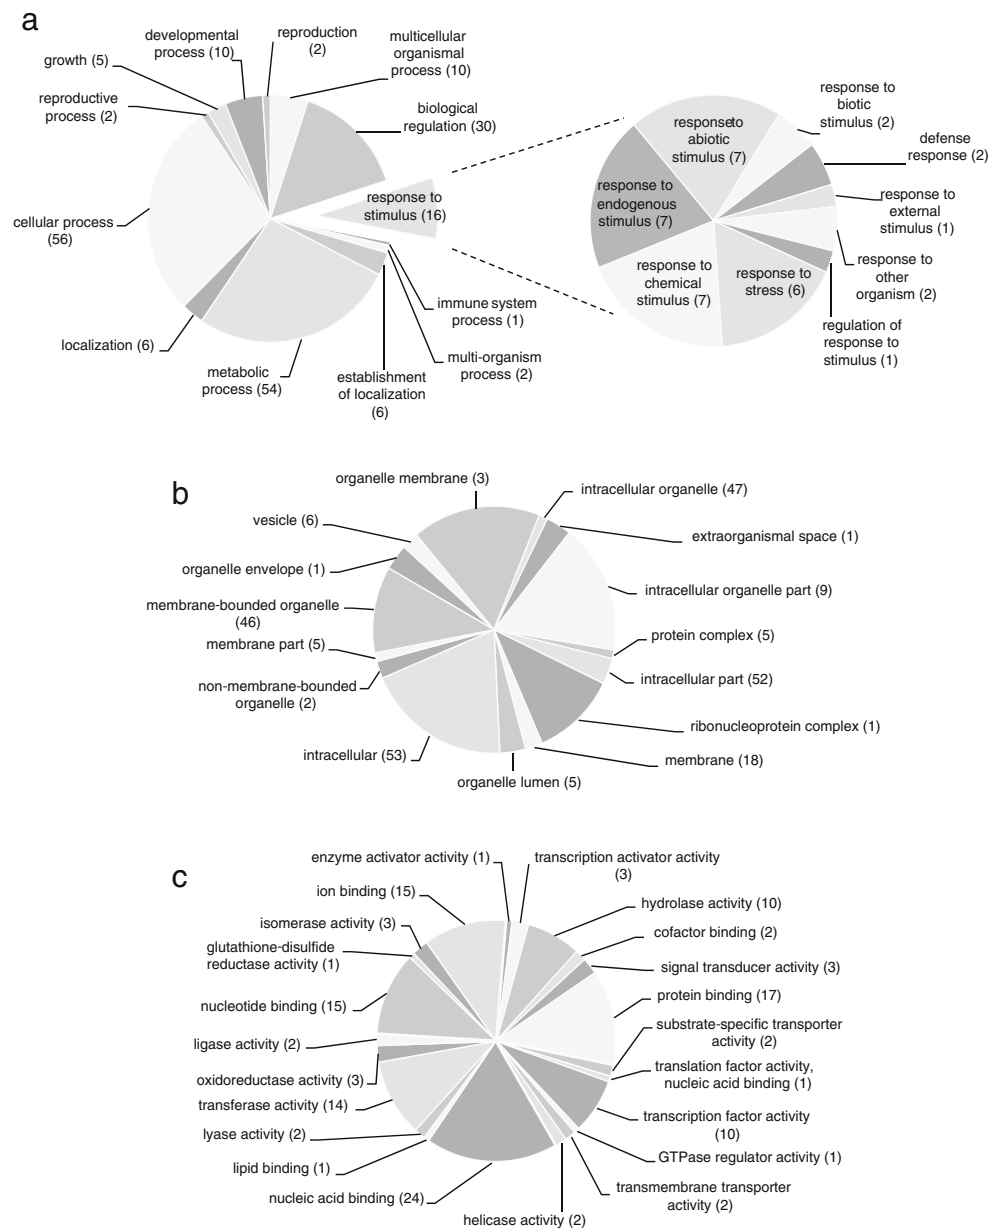 a
developmental
process (10)
reproduction
(2)
multicellular
organismal
process (10)
growth (5)
reproductive
process (2)
biological
regulation (30)
response to
stimulus (16)
cellular process
(56)
immune system
process (1)
localization (6)
multi-organism
process (2)
metabolic
process (54)
establishment
of localization
(6)
response to
biotic
stimulus (2)
response to
abiotic
stimulus (7)
defense
response (2)
response to
endogenous
stimulus (7)
response to
external
stimulus (1)
response to
chemical
stimulus (7)
response to
stress (6)
response to
other
organism (2)
regulation of
response to
stimulus (1)
b
organelle membrane (3)
intracellular organelle (47)
vesicle (6)
extraorganismal space (1)
organelle envelope (1)
intracellular organelle part (9)
membrane-bounded organelle
(46)
protein complex (5)
membrane part (5)
intracellular part (52)
non-membrane-bounded
organelle (2)
ribonucleoprotein complex (1)
intracellular (53)
membrane (18)
organelle lumen (5)
c
enzyme activator activity (1)
transcription activator activity
(3)
ion binding (15)
hydrolase activity (10)
isomerase activity (3)
cofactor binding (2)
glutathione-disulfide
reductase activity (1)
signal transducer activity (3)
nucleotide binding (15)
protein binding (17)
ligase activity (2)
substrate-specific transporter
activity (2)
oxidoreductase activity (3)
translation factor activity,
nucleic acid binding (1)
transferase activity (14)
transcription factor activity
(10)
lyase activity (2)
GTPase regulator activity (1)
lipid binding (1)
transmembrane transporter
activity (2)
nucleic acid binding (24)
helicase activity (2)